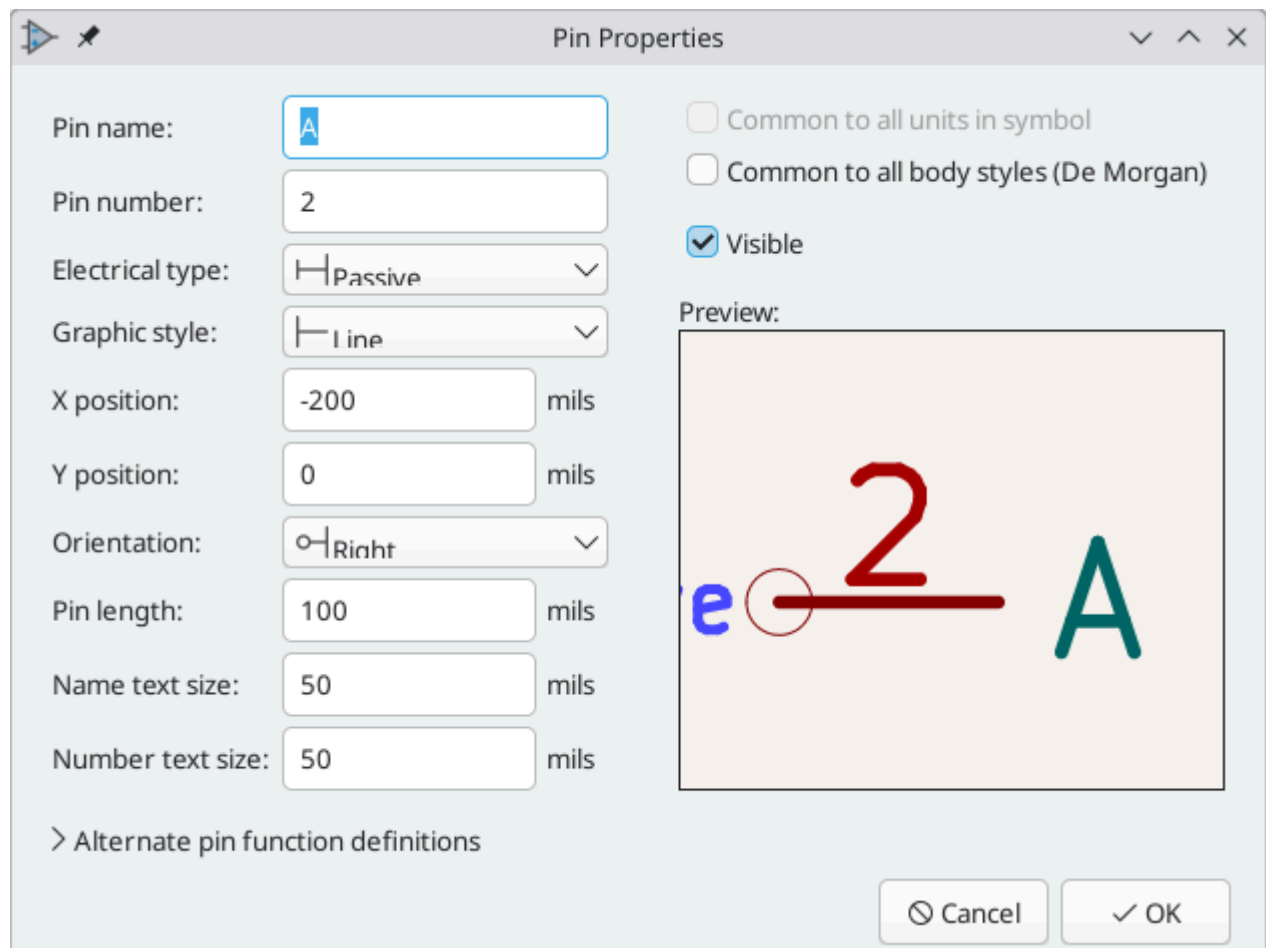 Pin Properties
Pin name:
A
Common to all units in symbol
Common to all body styles (De Morgan)
Pin number:
2
Visible
Electrical type:
Passive
Preview:
Graphic style:
Line
X position:
-200
mils
Y position:
0
mils
Orientation:
Right
Pin length:
100
mils
Name text size:
50
mils
Number text size:
50
mils
2
e
A
Alternate pin function definitions
Cancel
OK